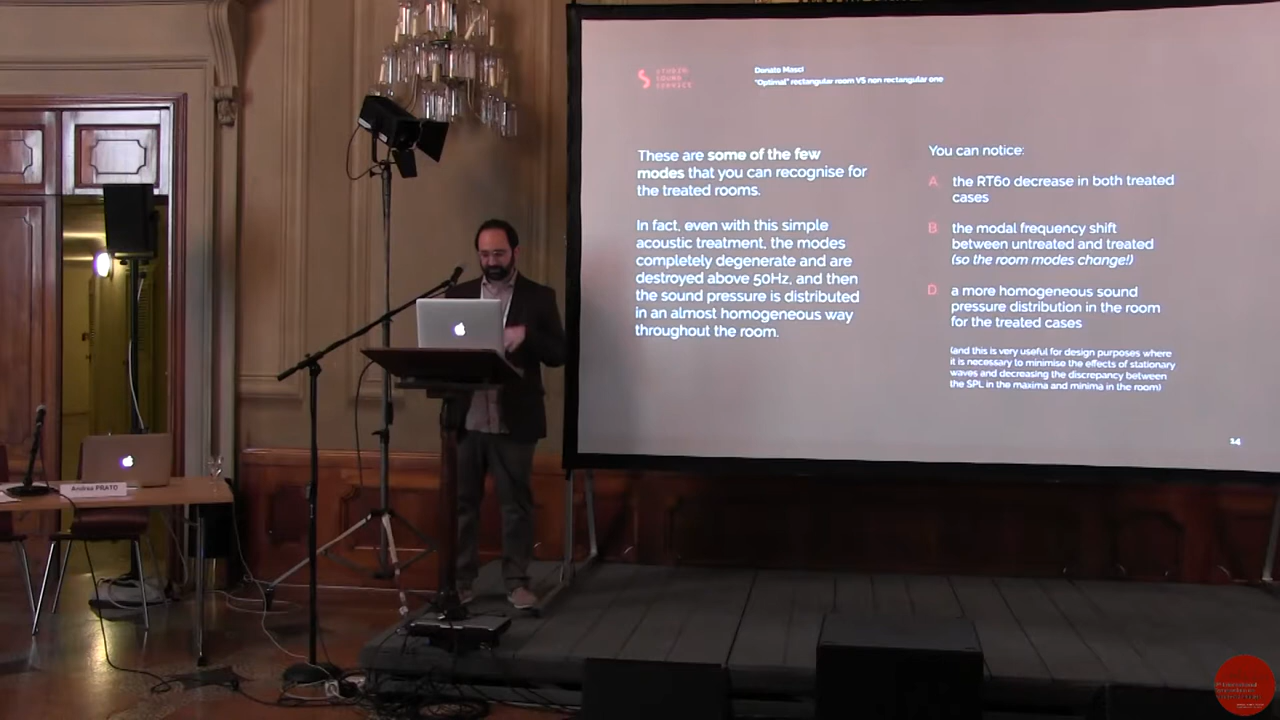 STUDIO
SOUND
SERVICE
Donato Masci
"Optimal" rectangular room VS non rectangular one
These are some of the few
modes that you can recognise for
the treated rooms.
In fact, even with this simple
acoustic treatment, the modes
completely degenerate and are
destroyed above 50Hz, and then
the sound pressure is distributed
in an almost homogeneous way
throughout the room.
You can notice:
A. the RT60 decrease in both treated
cases
B. the modal frequency shift
between untreated and treated
(so the room modes change!)
D. a more homogeneous sound
pressure distribution in the room
for the treated cases
(and this is very useful for design purposes where
it is necessary to minimise the effects of stationary
waves and decreasing the discrepancy between
the SPL in the maxima and minima in the room)
14
Andrea PRATO